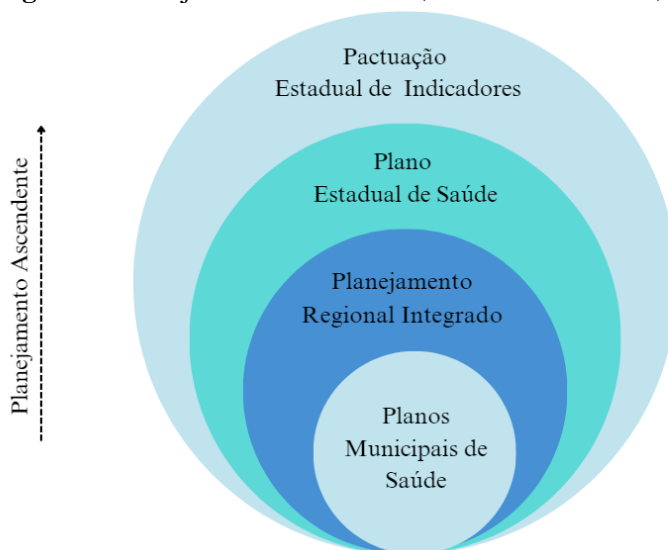 Pactuação
Estadual de Indicadores
Plano
Estadual de Saúde
Planejamento
Regional Integrado
Planos
Municipais de
Saúde
Planejamento Ascendente